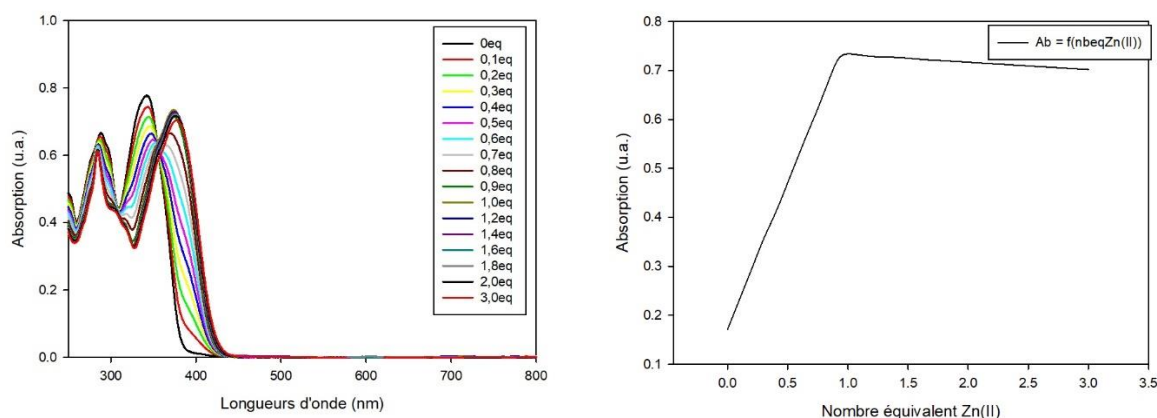 1.0
0.8
0.6
0.4
0.2
0.0
Absorption (u.a.)
300 400 500 600 700 800
Longueurs d'onde (nm)
0eq
0,1eq
0,2eq
0,3eq
0,4eq
0,5eq
0,6eq
0,7eq
0,8eq
0,9eq
1,0eq
1,2eq
1,4eq
1,6eq
1,8eq
2,0eq
3,0eq
0.8
0.7
0.6
0.5
0.4
0.3
0.2
0.1
Absorption (u.a.)
0.0 0.5 1.0 1.5 2.0 2.5 3.0 3.5
Nombre équivalent Zn(II)
Ab = f(nbeqZn(II))